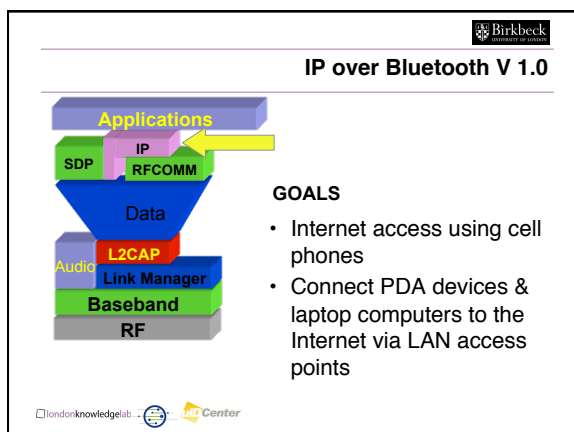 Birkbeck
UNIVERSITY OF LONDON
IP over Bluetooth V 1.0
Applications
IP
SDP
RFCOMM
Data
L2CAP
Audio
Link Manager
Baseband
RF
GOALS
• Internet access using cell
phones
• Connect PDA devices &
laptop computers to the
Internet via LAN access
points
londonknowledgelab
uIDCenter